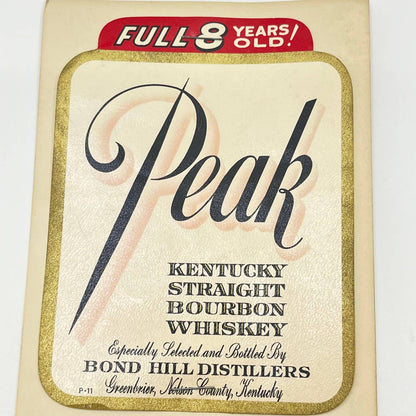 FULL 8 YEARS OLD!
Peak
KENTUCKY
STRAIGHT
BOURBON
WHISKEY
Especially Selected and Bottled By
BOND HILL DISTILLERS
P-11 Greenbrier, Nelson County, Kentucky